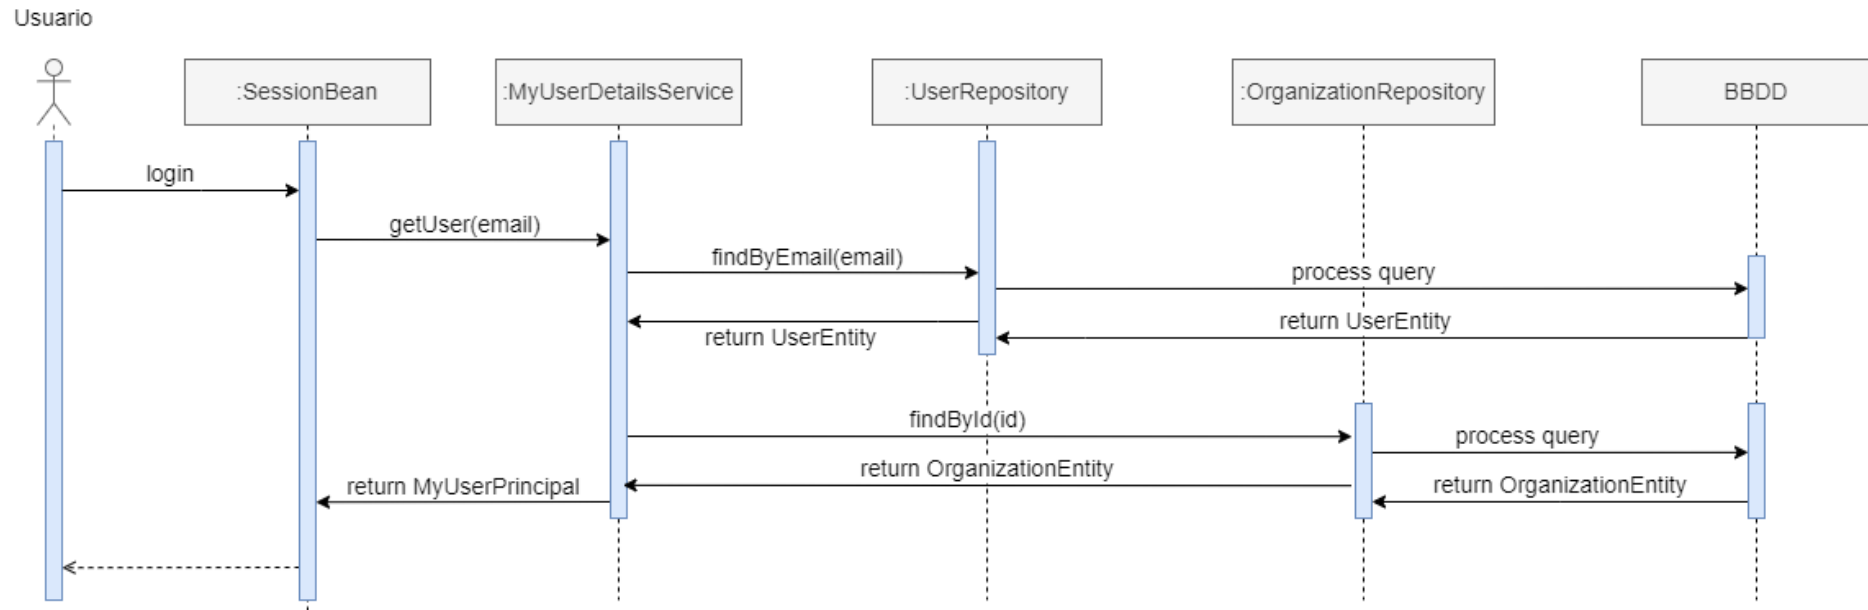 Usuario
:SessionBean
:MyUserDetailsService
:UserRepository
:OrganizationRepository
BBDD
login
getUser(email)
findByEmail(email)
process query
return UserEntity
return UserEntity
findById(id)
process query
return OrganizationEntity
return OrganizationEntity
return MyUserPrincipal